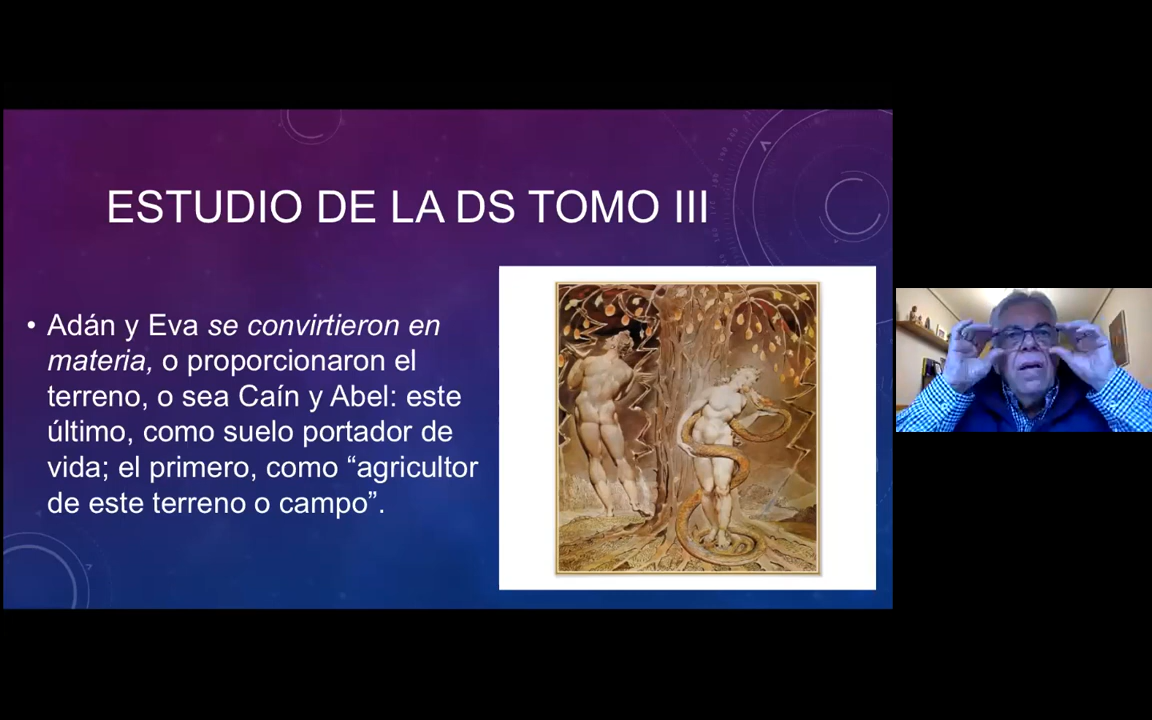 ESTUDIO DE LA DS TOMO III
• Adán y Eva se convirtieron en
materia, o proporcionaron el
terreno, o sea Caín y Abel: este
último, como suelo portador de
vida; el primero, como “agricultor
de este terreno o campo”.